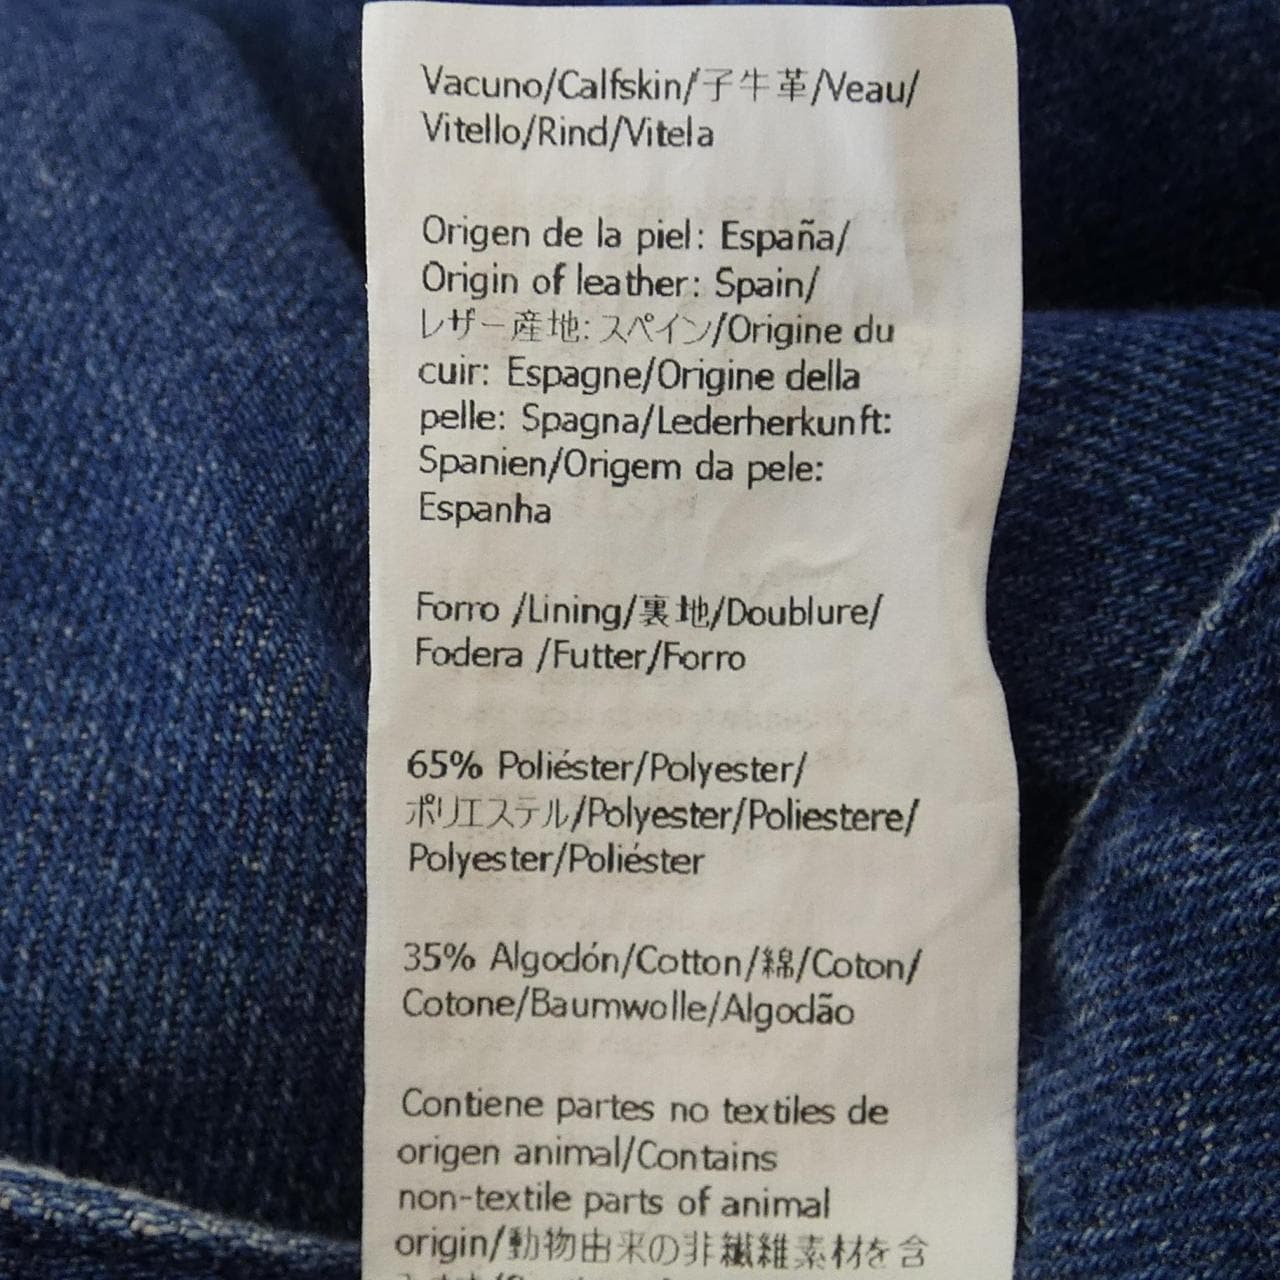 Vacuno/Calfskin/子牛革/Veau/
Vitello/Rind/Vitela
Origen de la piel: España/
Origin of leather: Spain/
レザー産地: スペイン/Origine du
cuir: Espagne/Origine della
pelle: Spagna/Lederherkunft:
Spanien/Origem da pele:
Espanha
Forro /Lining/裏地/Doublure/
Fodera /Futter/Forro
65% Poliéster/Polyester/
ポリエステル/Polyester/Poliestere/
Polyester/Poliéster
35% Algodón/Cotton/綿/Coton/
Cotone/Baumwolle/Algodão
Contiene partes no textiles de
origen animal/Contains
non-textile parts of animal
origin/動物由来の非繊維素材を含